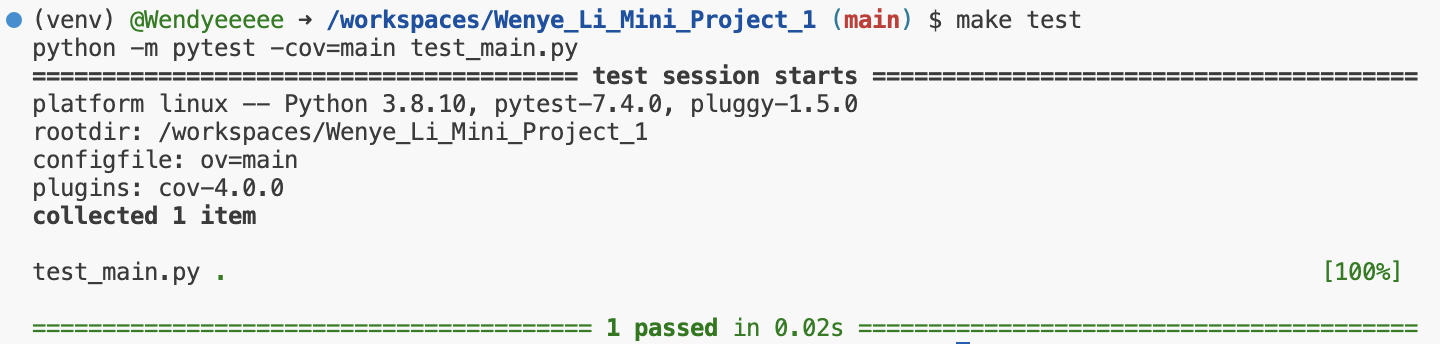 (venv) @Wendyeeeee ➜ /workspaces/Wenye_Li_Mini_Project_1 (main) $ make test
python -m pytest -cov=main test_main.py
======================================= test session starts =======================================
platform linux -- Python 3.8.10, pytest-7.4.0, pluggy-1.5.0
rootdir: /workspaces/Wenye_Li_Mini_Project_1
configfile: ov=main
plugins: cov-4.0.0
collected 1 item
test_main.py . [100%]
======================================== 1 passed in 0.02s ========================================